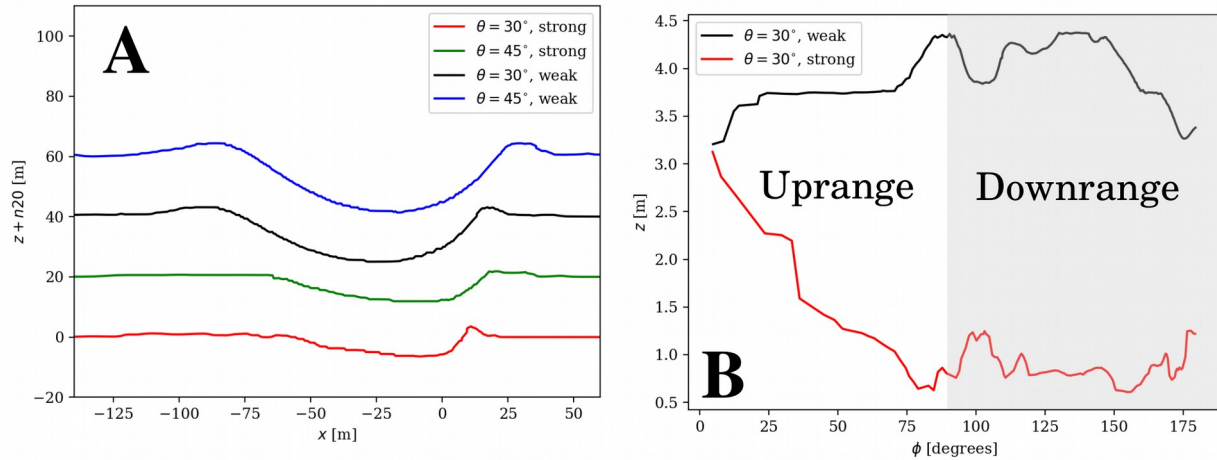 A
θ = 30°, strong
θ = 45°, strong
θ = 30°, weak
θ = 45°, weak
100
80
60
40
20
0
−20
z + n20 [m]
−125
−100
−75
−50
−25
0
25
50
x [m]
θ = 30°, weak
θ = 30°, strong
Uprange
Downrange
B
4.5
4.0
3.5
3.0
2.5
2.0
1.5
1.0
0.5
z [m]
0
25
50
75
100
125
150
175
ϕ [degrees]